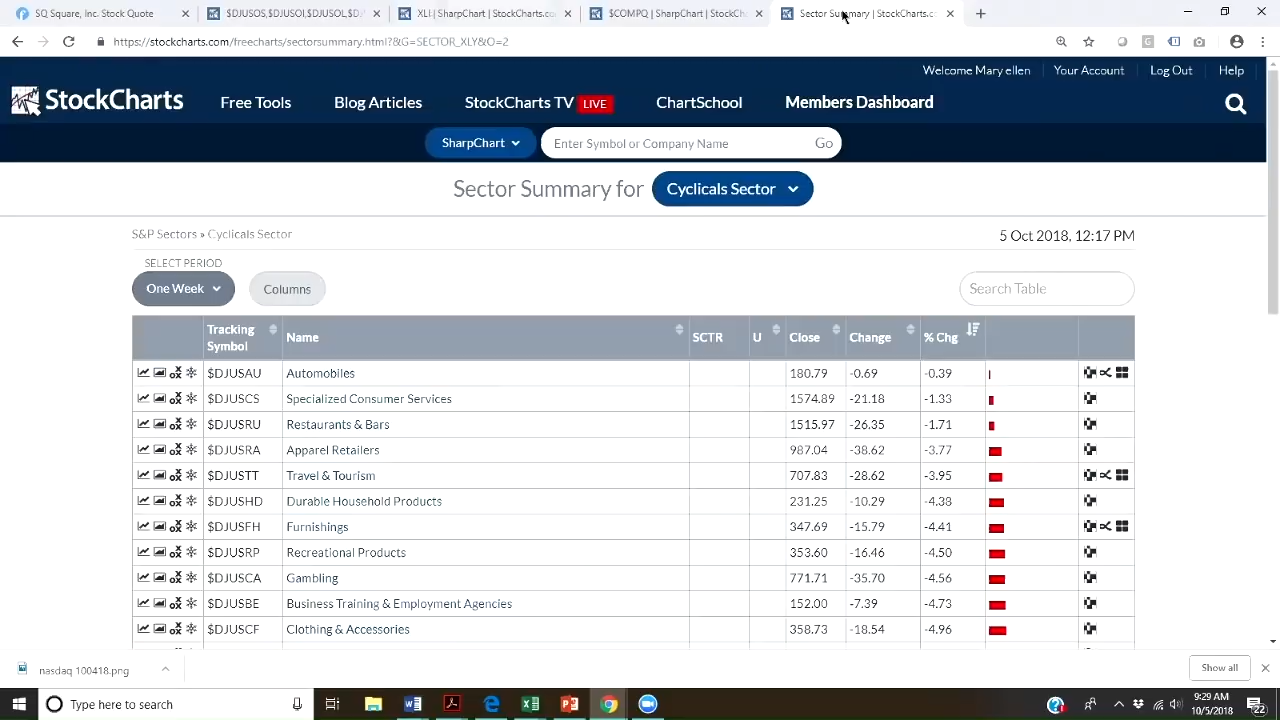 SQ Square, Inc. Stock Quote
$DJUSOS,$DJUSOI,$DJUSOL,$D
XLI | SharpChart | StockCharts.co
$COMPQ | SharpChart | StockCh
Sector Summary | StockCharts.c
https://stockcharts.com/freecharts/sectorsummary.html?&G=SECTOR_XLY&O=2
Welcome Mary ellen
Your Account
Log Out
Help
StockCharts
Free Tools
Blog Articles
StockCharts TV LIVE
ChartSchool
Members Dashboard
SharpChart
Enter Symbol or Company Name
Go
Sector Summary for Cyclicals Sector
S&P Sectors » Cyclicals Sector
5 Oct 2018, 12:17 PM
SELECT PERIOD
One Week
Columns
Search Table
Tracking Symbol Name SCTR U Close Change % Chg
$DJUSAU Automobiles 180.79 -0.69 -0.39
$DJUSCS Specialized Consumer Services 1574.89 -21.18 -1.33
$DJUSRU Restaurants & Bars 1515.97 -26.35 -1.71
$DJUSRA Apparel Retailers 987.04 -38.62 -3.77
$DJUSTT Travel & Tourism 707.83 -28.62 -3.95
$DJUSHD Durable Household Products 231.25 -10.29 -4.38
$DJUSFH Furnishings 347.69 -15.79 -4.41
$DJUSRP Recreational Products 353.60 -16.46 -4.50
$DJUSCA Gambling 771.71 -35.70 -4.56
$DJUSBE Business Training & Employment Agencies 152.00 -7.39 -4.73
$DJUSCF Clothing & Accessories 358.73 -18.54 -4.96
nasdaq 100418.png
Show all
Type here to search
9:29 AM
10/5/2018
22